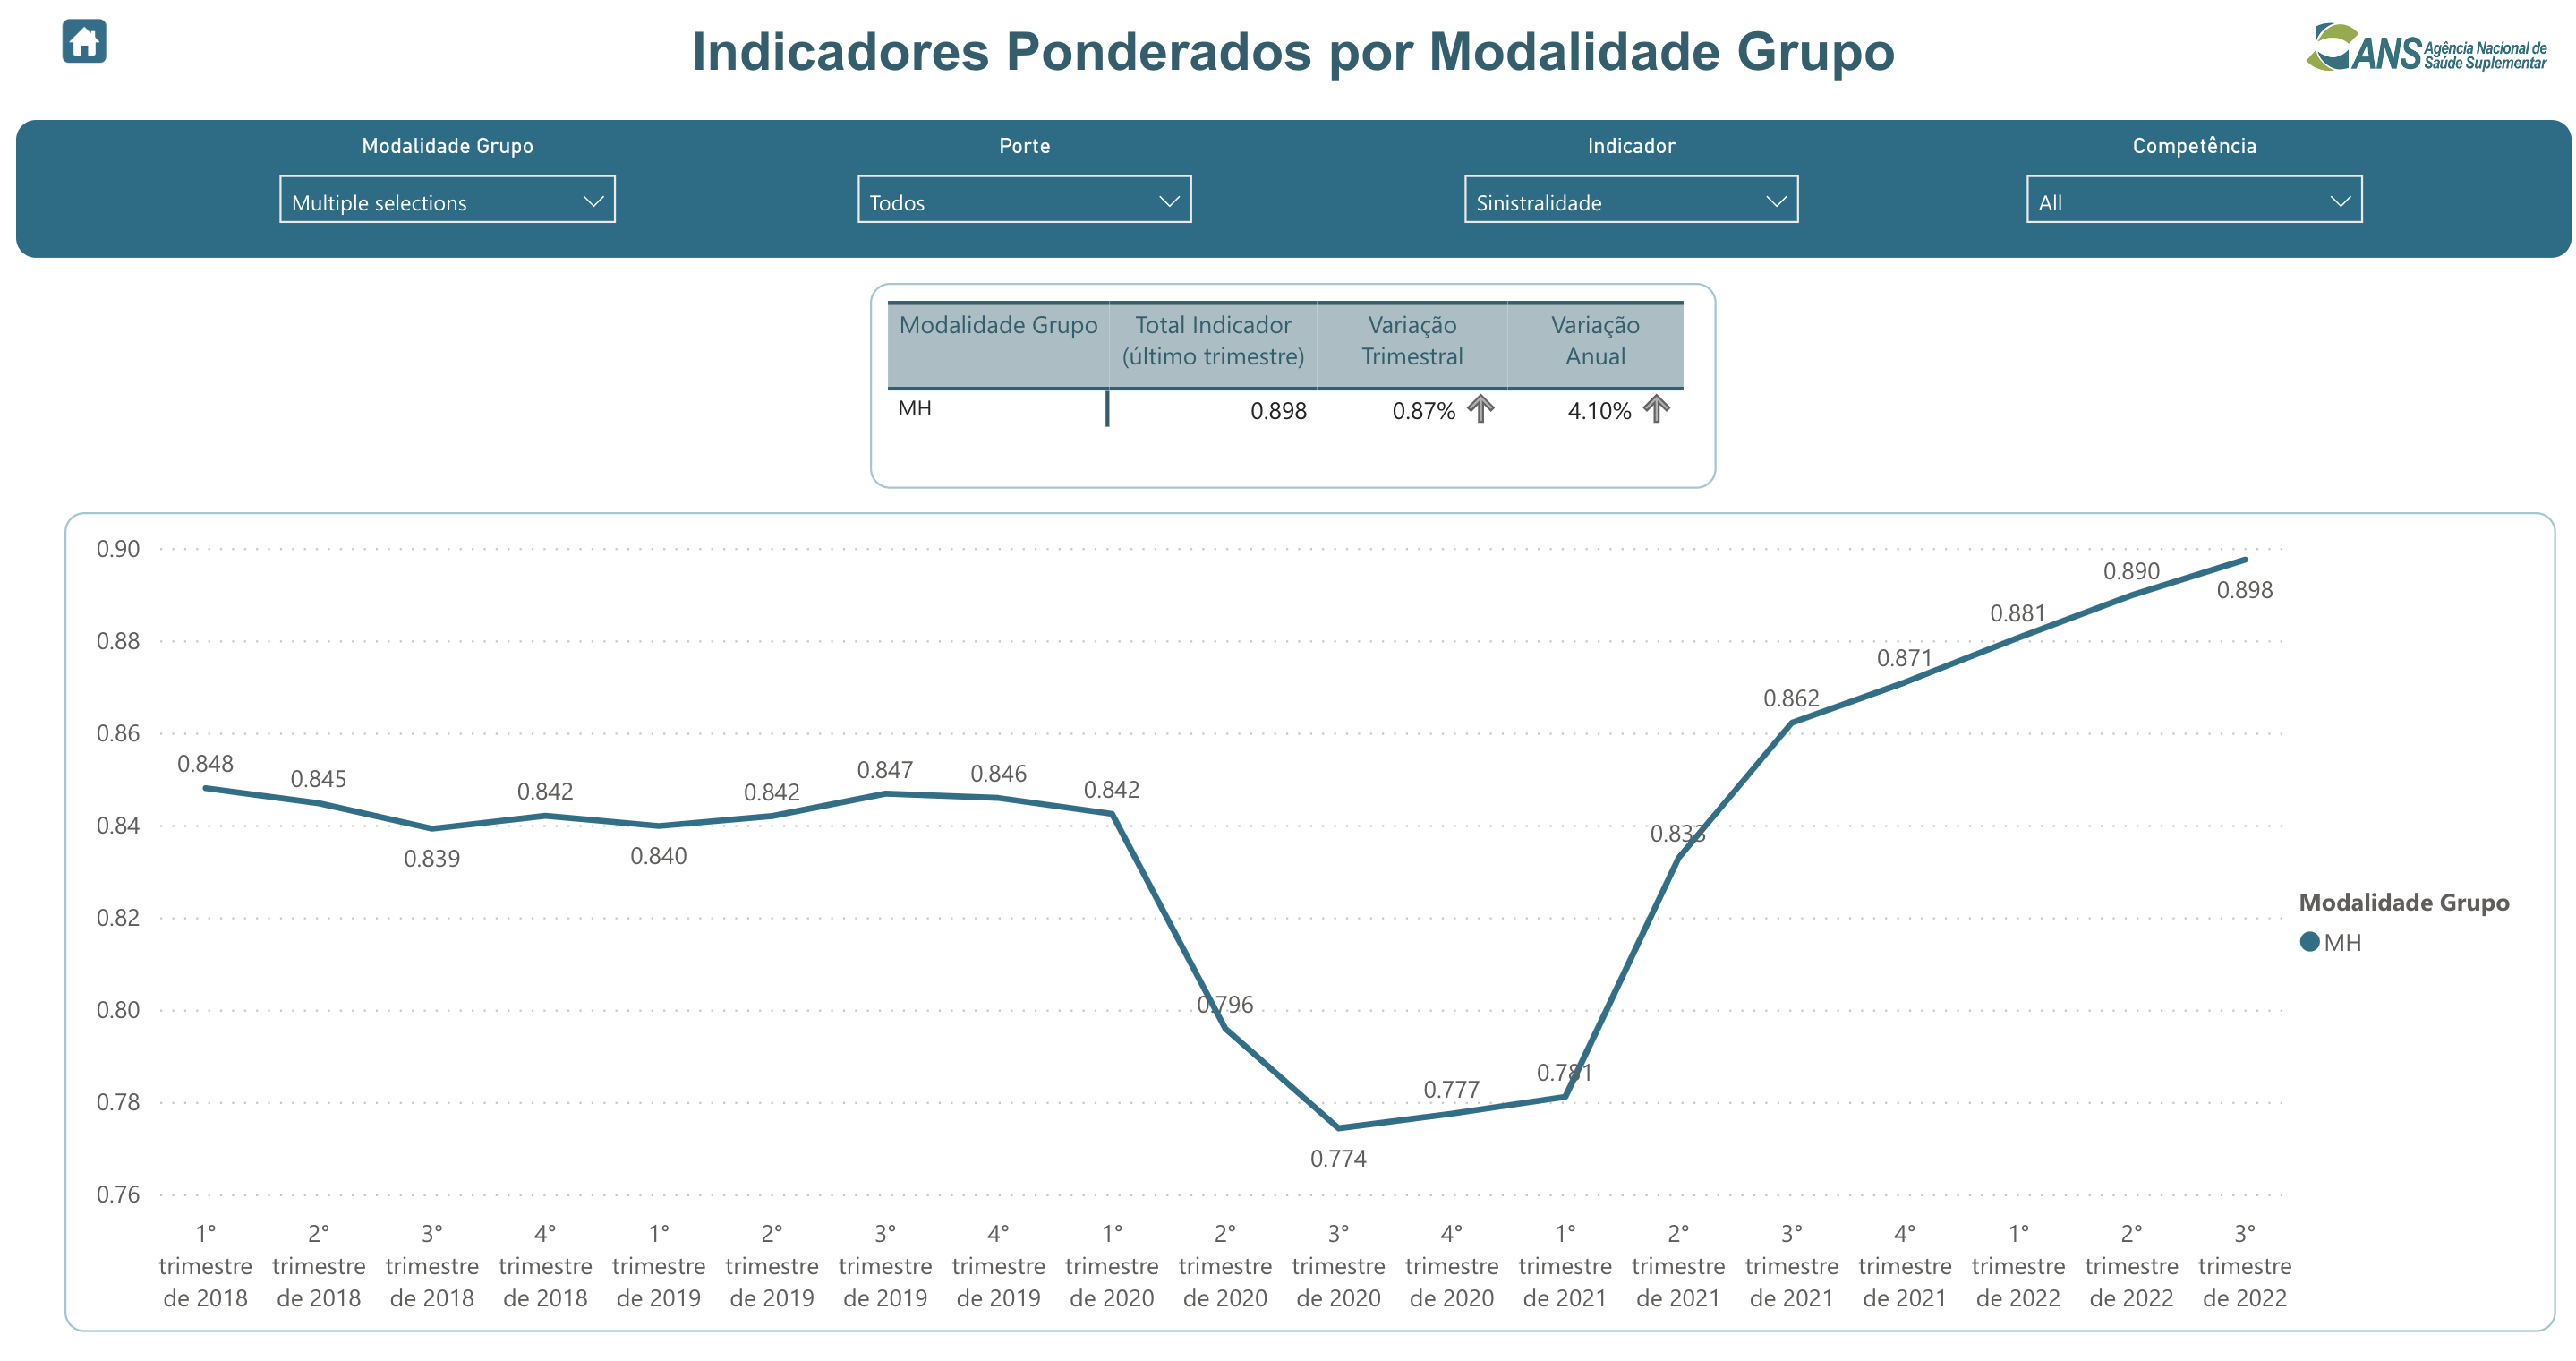 Indicadores Ponderados por Modalidade Grupo
ANS Agência Nacional de
Saúde Suplementar
Modalidade Grupo
Porte
Indicador
Competência
Multiple selections
Todos
Sinistralidade
All
Modalidade Grupo
Total Indicador
(último trimestre)
Variação
Trimestral
Variação
Anual
MH
0.898
0.87%
4.10%
0.90
0.88
0.86
0.84
0.82
0.80
0.78
0.76
0.848
0.845
0.839
0.842
0.840
0.842
0.847
0.846
0.842
0.796
0.774
0.777
0.781
0.833
0.862
0.871
0.881
0.890
0.898
1°
trimestre
de 2018
2°
trimestre
de 2018
3°
trimestre
de 2018
4°
trimestre
de 2018
1°
trimestre
de 2019
2°
trimestre
de 2019
3°
trimestre
de 2019
4°
trimestre
de 2019
1°
trimestre
de 2020
2°
trimestre
de 2020
3°
trimestre
de 2020
4°
trimestre
de 2020
1°
trimestre
de 2021
2°
trimestre
de 2021
3°
trimestre
de 2021
4°
trimestre
de 2021
1°
trimestre
de 2022
2°
trimestre
de 2022
3°
trimestre
de 2022
Modalidade Grupo
MH